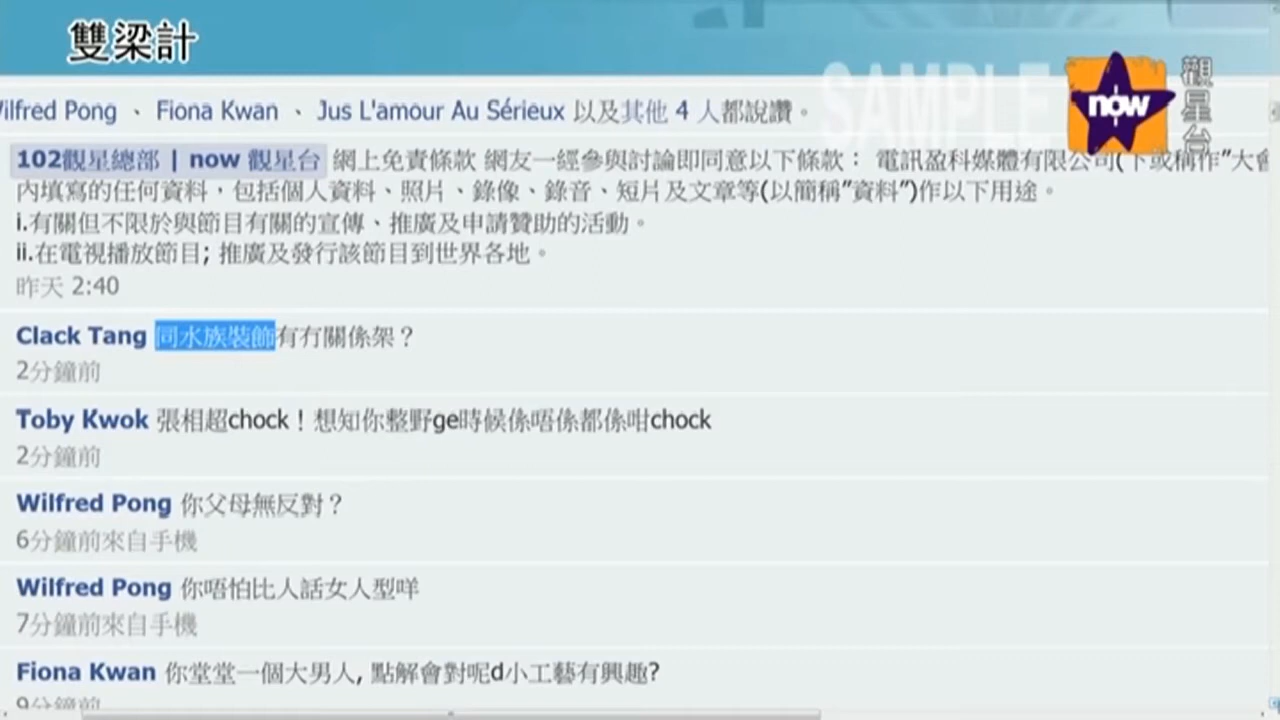 雙梁計
SAMPLE
now
觀星台
Wilfred Pong 、 Fiona Kwan 、 Jus L'amour Au Sérieux 以及其他 4 人都說讚。
102觀星總部 | now 觀星台 網上免責條款 網友一經參與討論即同意以下條款： 電訊盈科媒體有限公司(下或稱作"大會
內填寫的任何資料，包括個人資料、照片、錄像、錄音、短片及文章等(以簡稱"資料")作以下用途。
i.有關但不限於與節目有關的宣傳、推廣及申請贊助的活動。
ii.在電視播放節目; 推廣及發行該節目到世界各地。
昨天 2:40
Clack Tang 同水族裝飾有冇關係架？
2分鐘前
Toby Kwok 張相超chock！想知你整野ge時候係唔係都係咁chock
2分鐘前
Wilfred Pong 你父母無反對？
6分鐘前來自手機
Wilfred Pong 你唔怕比人話女人型咩
7分鐘前來自手機
Fiona Kwan 你堂堂一個大男人, 點解會對呢d小工藝有興趣?
9分鐘前